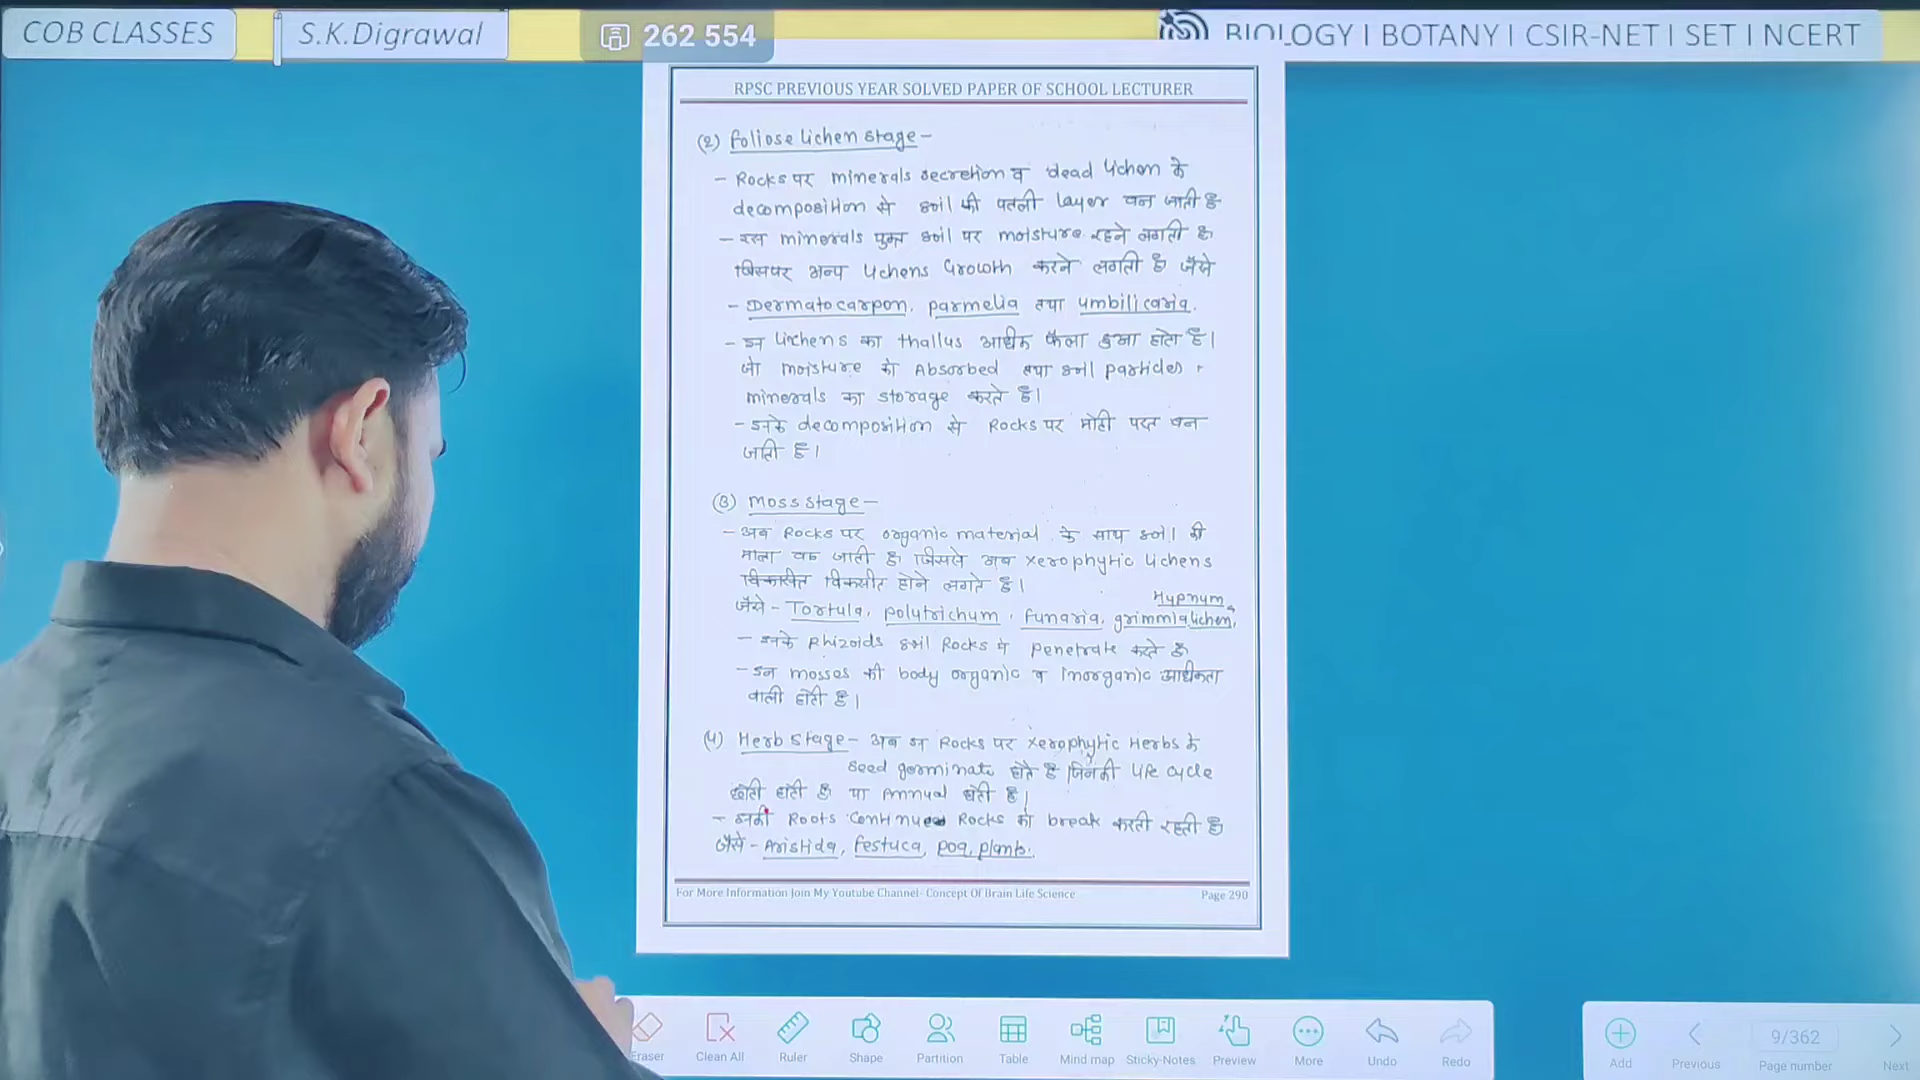 COB CLASSES
S.K.Digrawal
262 554
BIOLOGY I BOTANY I CSIR-NET I SET I NCERT
RPSC PREVIOUS YEAR SOLVED PAPER OF SCHOOL LECTURER
(2) Foliose lichen stage -
- Rocks पर minerals secretion व dead lichen के
decomposition से soil की पतली layer बन जाती है
- इस minerals युक्त soil पर moisture रहने लगती है
जिसपर अन्य lichens Growth करने लगती है जैसे
- Dermatocarpon, parmelia तथा umbilicaria.
- इन lichens का thallus अधिक फैला हुआ होता है।
जो moisture को Absorbed तथा soil particles +
minerals का storage करते है।
- इनके decomposition से Rocks पर मोटी परत बन
जाती है।
(3) Moss stage -
- अब Rocks पर organic material के साथ soil की
मात्रा बढ जाती है जिससे अब xerophytic lichens
विकासीत विकसीत होने लगते है।
Hypnum,
जैसे - Tortula, polytrichum, funaria, grimmia lichen,
- इनके Rhizoids soil Rocks मे penetrate करते है
- इन mosses की body organic व inorganic अधिकता
वाली होती है।
(4) Herb stage - अब इन Rocks पर xerophytic Herbs के
seed germinate होते है जिनकी life cycle
छोटी होती है या Annual होती है।
- इनकी Roots continued Rocks को break करती रहती है
जैसे - Aristida, festuca, poa, plants.
For More Information Join My Youtube Channel- Concept Of Brain Life Science
Page 290
Eraser
Clean All
Ruler
Shape
Partition
Table
Mind map
Sticky-Notes
Preview
More
Undo
Redo
Add
Previous
9/362
Page number
Next